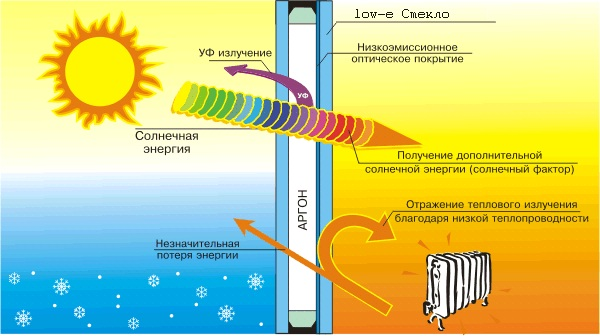 low-e Стекло
УФ излучение
Низкоэмиссионное
оптическое покрытие
УФ
Солнечная
энергия
Получение дополнительной
солнечной энергии (солнечный фактор)
АРГОН
Отражение теплового излучения
благодаря низкой теплопроводности
Незначительная
потеря энергии